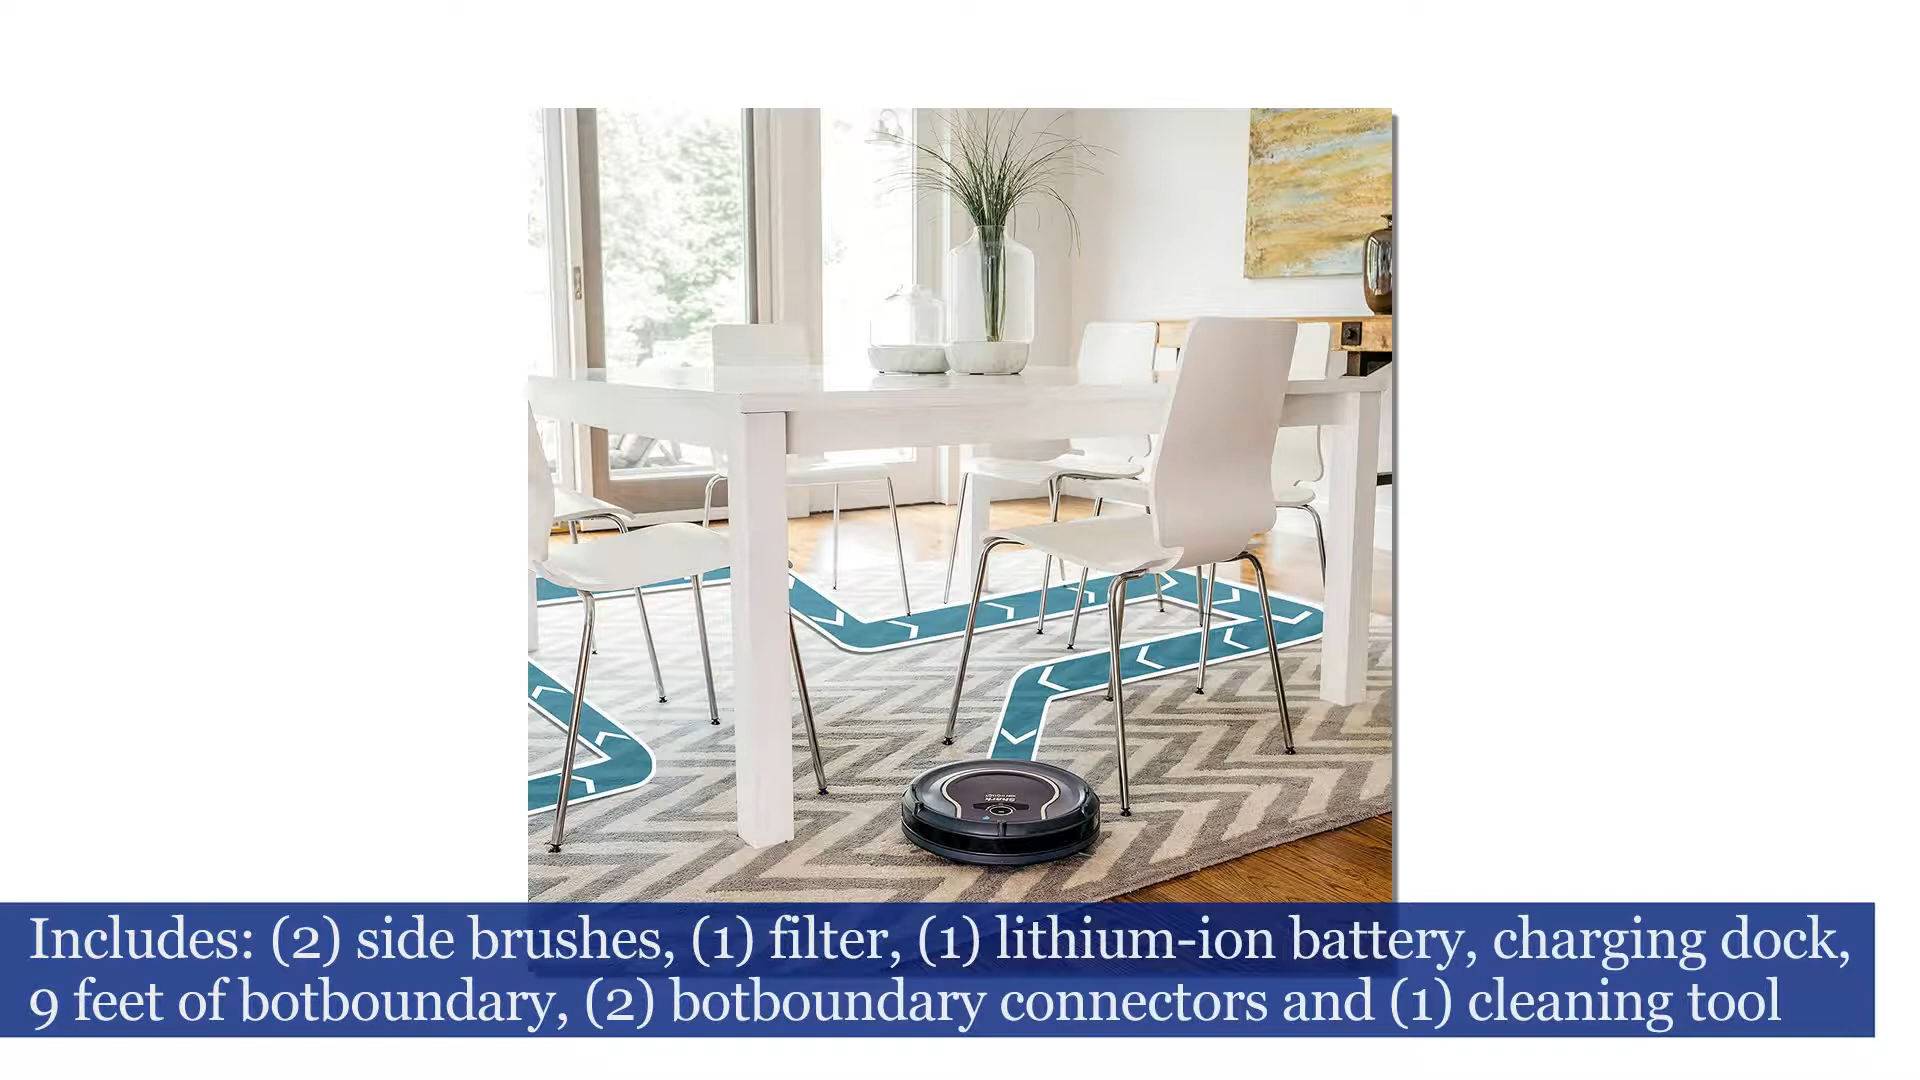 Shark
Includes: (2) side brushes, (1) filter, (1) lithium-ion battery, charging dock,
9 feet of botboundary, (2) botboundary connectors and (1) cleaning tool